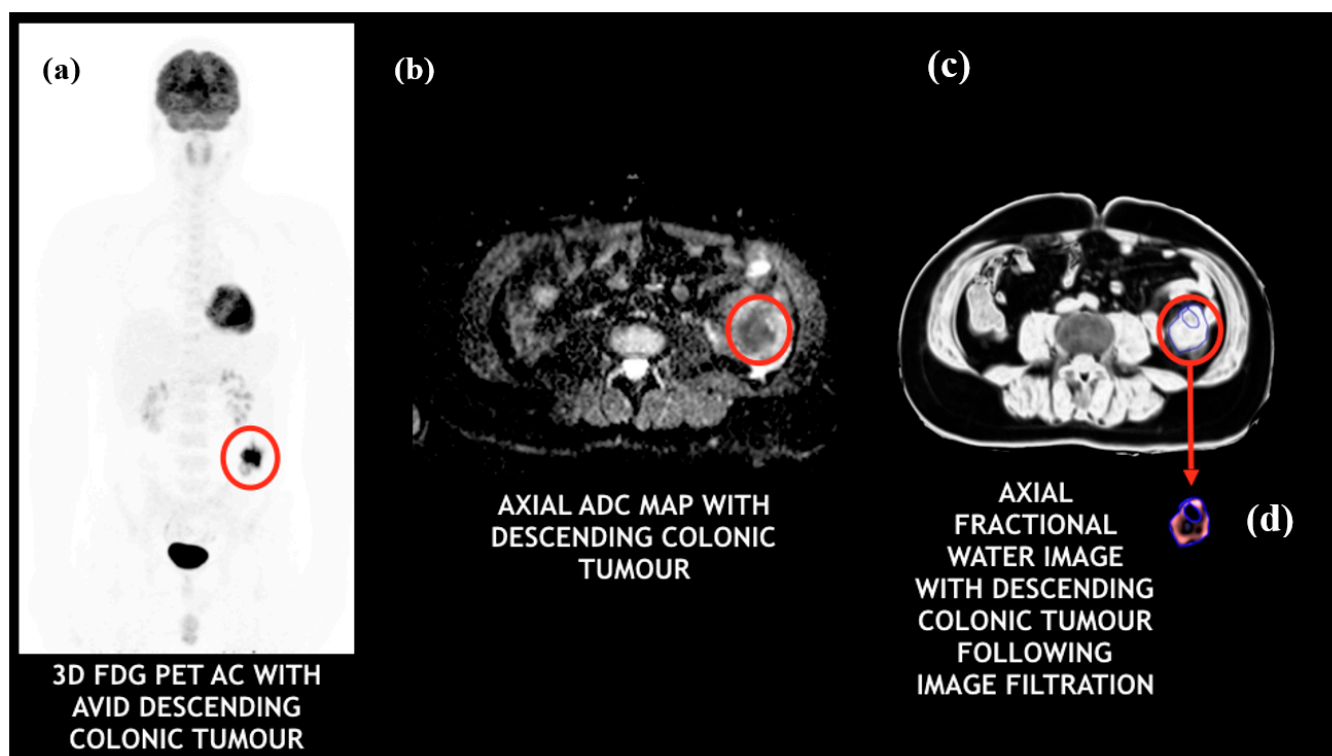 (a)
(b)
(c)
3D FDG PET AC WITH
AVID DESCENDING
COLONIC TUMOUR
AXIAL ADC MAP WITH
DESCENDING COLONIC
TUMOUR
AXIAL
FRACTIONAL
WATER IMAGE
WITH DESCENDING
COLONIC TUMOUR
FOLLOWING
IMAGE FILTRATION
(d)